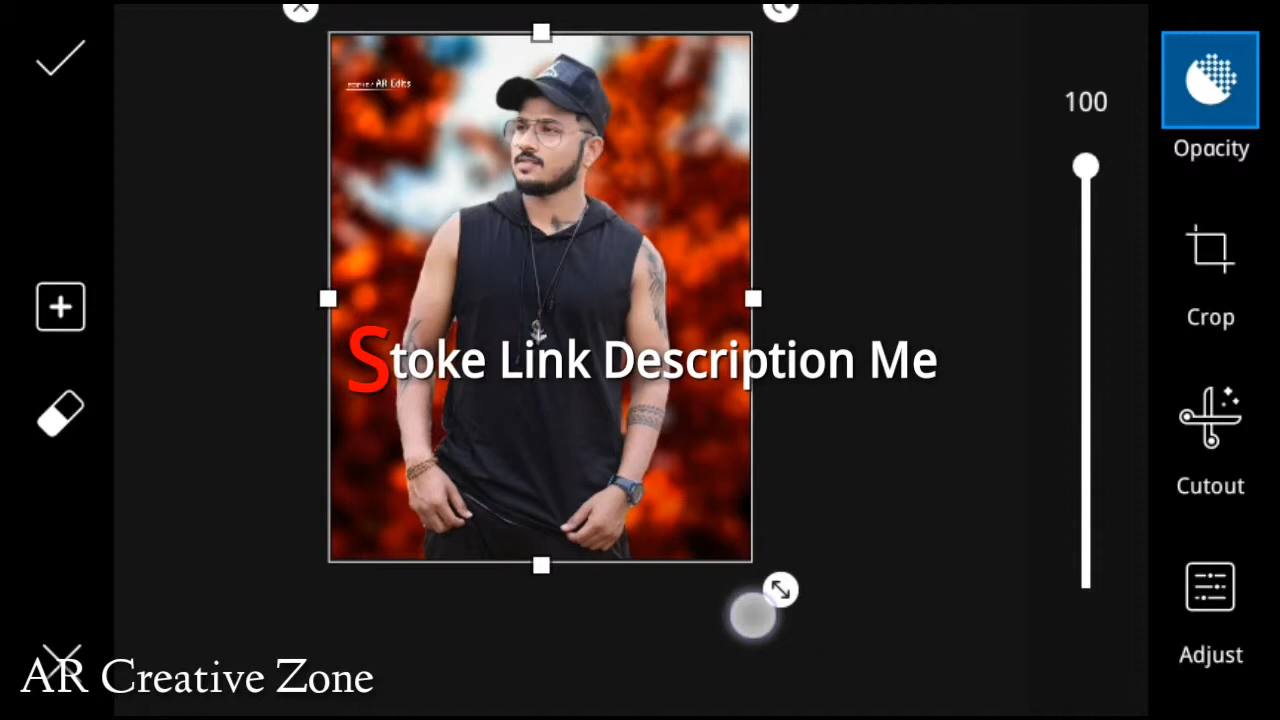 100
Opacity
AR Edits
Crop
Stoke Link Description Me
Cutout
Adjust
AR Creative Zone